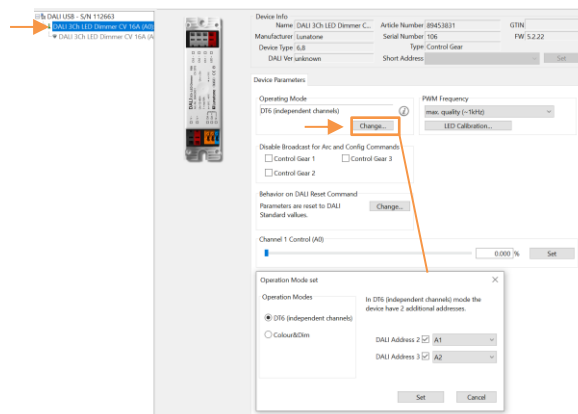 DALI USB - S/N 112663
DALI 3Ch LED Dimmer CV 16A (A0)
DALI 3Ch LED Dimmer CV 16A (A
Device Info
Name DALI 3Ch LED Dimmer C... Article Number 89453831 GTIN
Manufacturer Lunatone Serial Number 106 FW 5.2.22
Device Type 6,8 Type Control Gear
DALI Ver unknown Short Address Set
Device Parameters
Operating Mode
DT6 (independent channels)
Change...
PWM Frequency
max. quality (~1kHz)
LED Calibration...
Disable Broadcast for Arc and Config Commands
Control Gear 1 Control Gear 3
Control Gear 2
Behavior on DALI Reset Command
Parameters are reset to DALI
Standard values.
Change...
Channel 1 Control (A0)
0.000 % Set
Operation Mode set
Operation Modes
DT6 (independent channels)
Colour&Dim
In DT6 (independent channels) mode the
device have 2 additional addresses.
DALI Address 2 A1
DALI Address 3 A2
Set Cancel